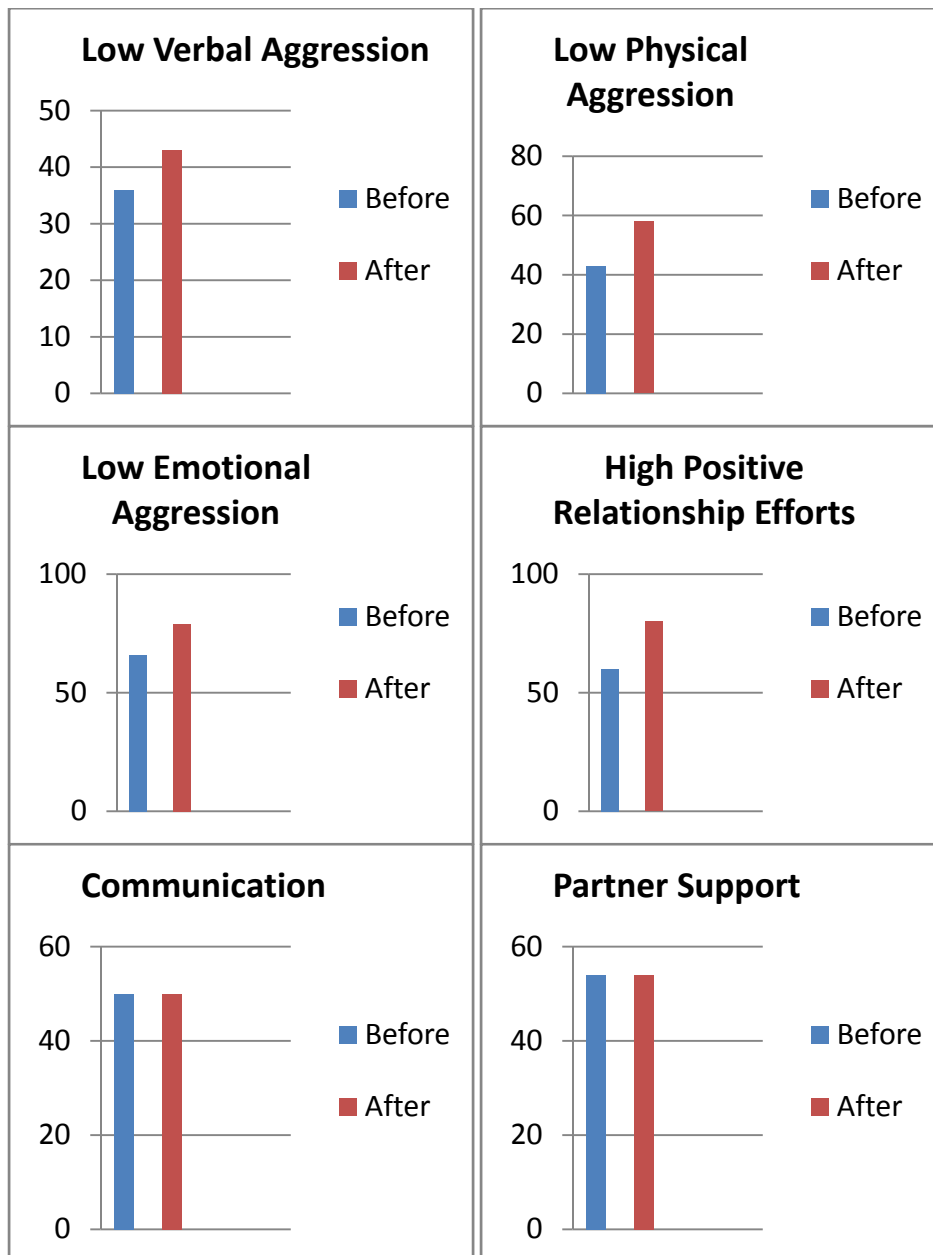 Low Verbal Aggression
50
40
30
20
10
0
Before
After
Low Physical
Aggression
80
60
40
20
0
Before
After
Low Emotional
Aggression
100
50
0
Before
After
High Positive
Relationship Efforts
100
50
0
Before
After
Communication
60
40
20
0
Before
After
Partner Support
60
40
20
0
Before
After